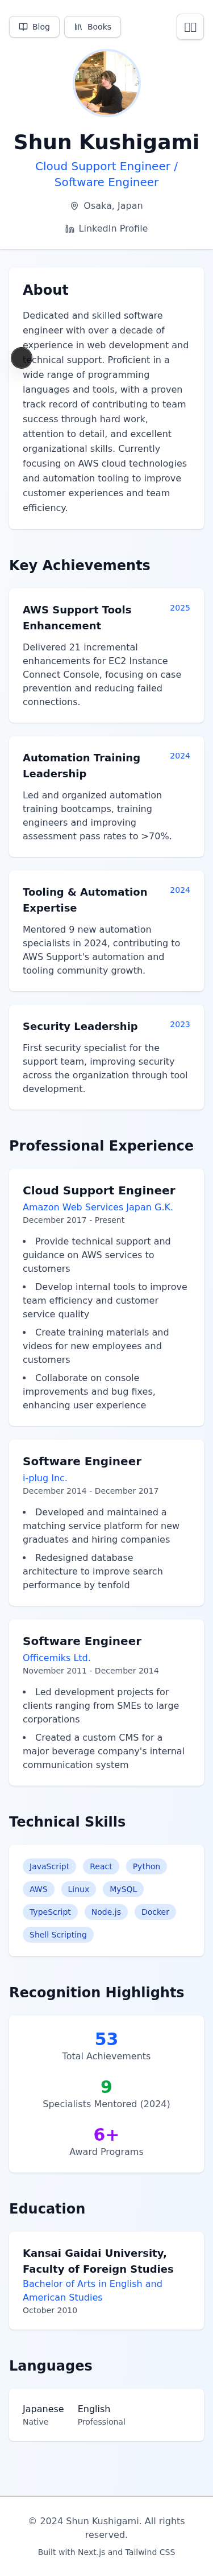 Blog
Books
Shun Kushigami
Cloud Support Engineer /
Software Engineer
Osaka, Japan
LinkedIn Profile
About
Dedicated and skilled software
engineer with over a decade of
experience in web development and
technical support. Proficient in a
wide range of programming
languages and tools, with a proven
track record of contributing to team
success through hard work,
attention to detail, and excellent
organizational skills. Currently
focusing on AWS cloud technologies
and automation tooling to improve
customer experiences and team
efficiency.
Key Achievements
AWS Support Tools
Enhancement
2025
Delivered 21 incremental
enhancements for EC2 Instance
Connect Console, focusing on case
prevention and reducing failed
connections.
Automation Training
Leadership
2024
Led and organized automation
training bootcamps, training
engineers and improving
assessment pass rates to >70%.
Tooling & Automation
Expertise
2024
Mentored 9 new automation
specialists in 2024, contributing to
AWS Support's automation and
tooling community growth.
Security Leadership
2023
First security specialist for the
support team, improving security
across the organization through tool
development.
Professional Experience
Cloud Support Engineer
Amazon Web Services Japan G.K.
December 2017 - Present
• Provide technical support and
guidance on AWS services to
customers
• Develop internal tools to improve
team efficiency and customer
service quality
• Create training materials and
videos for new employees and
customers
• Collaborate on console
improvements and bug fixes,
enhancing user experience
Software Engineer
i-plug Inc.
December 2014 - December 2017
• Developed and maintained a
matching service platform for new
graduates and hiring companies
• Redesigned database
architecture to improve search
performance by tenfold
Software Engineer
Officemiks Ltd.
November 2011 - December 2014
• Led development projects for
clients ranging from SMEs to large
corporations
• Created a custom CMS for a
major beverage company's internal
communication system
Technical Skills
JavaScript React Python
AWS Linux MySQL
TypeScript Node.js Docker
Shell Scripting
Recognition Highlights
53
Total Achievements
9
Specialists Mentored (2024)
6+
Award Programs
Education
Kansai Gaidai University,
Faculty of Foreign Studies
Bachelor of Arts in English and
American Studies
October 2010
Languages
Japanese English
Native Professional
© 2024 Shun Kushigami. All rights
reserved.
Built with Next.js and Tailwind CSS